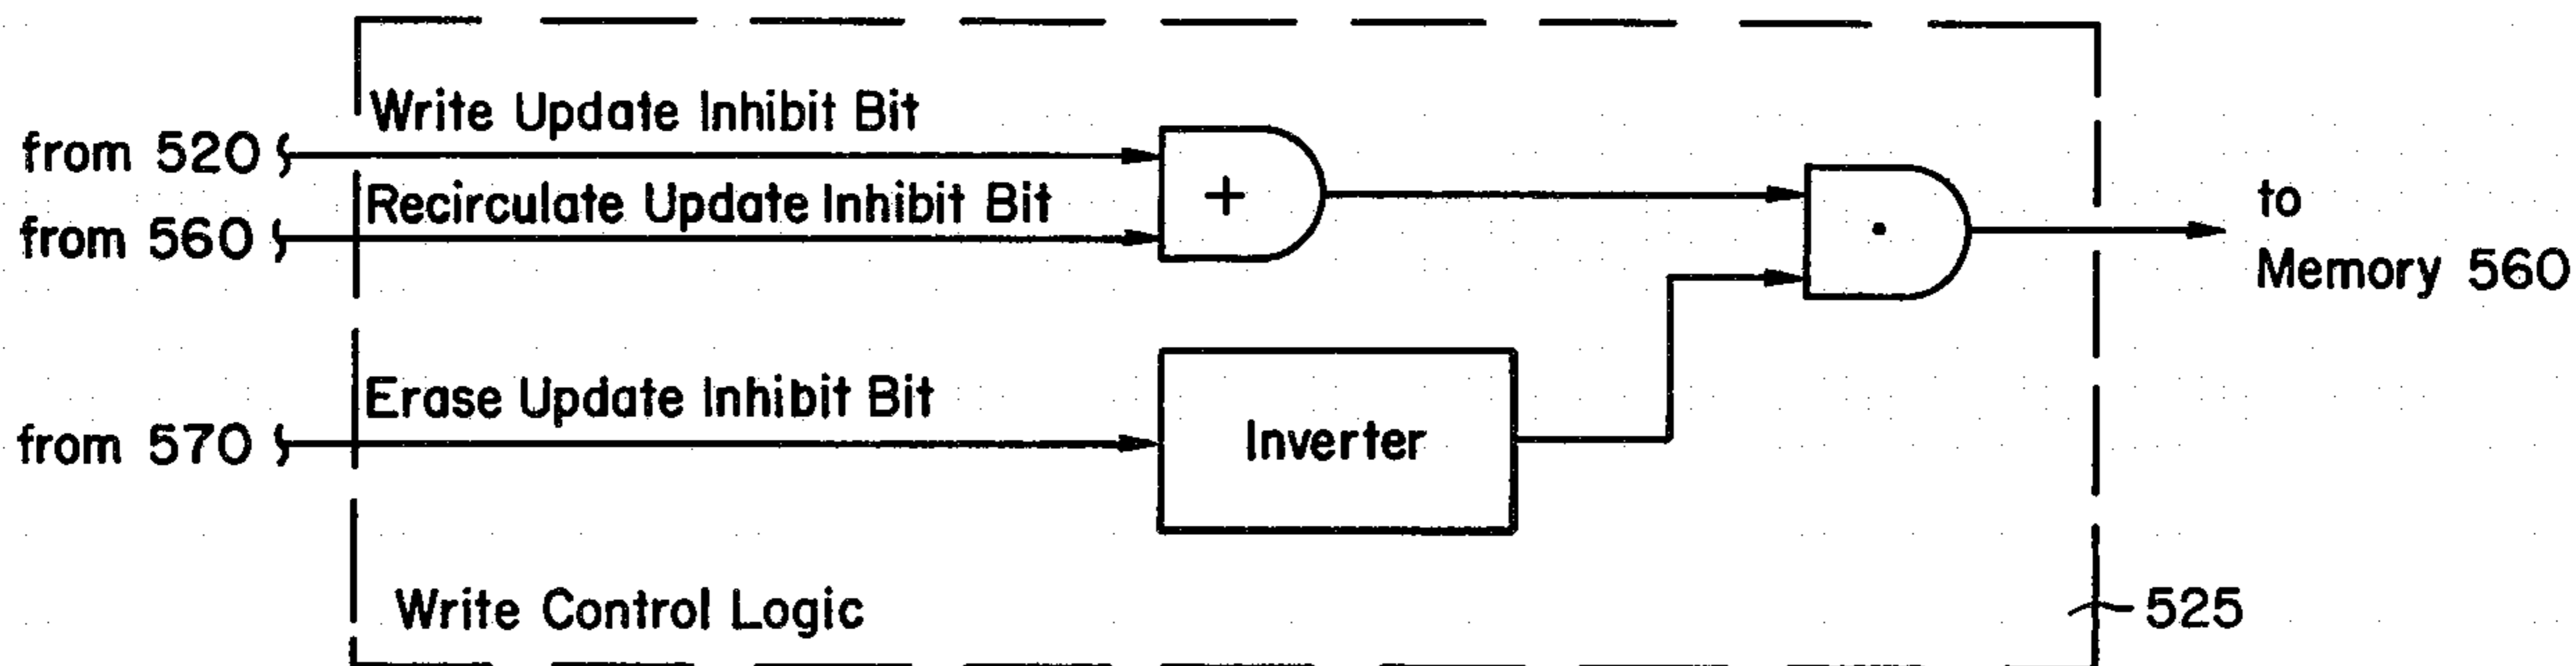 Write Update Inhibit Bit
from 520
Recirculate Update Inhibit Bit
from 560
+
•
to
Memory 560
Erase Update Inhibit Bit
from 570
Inverter
Write Control Logic
525